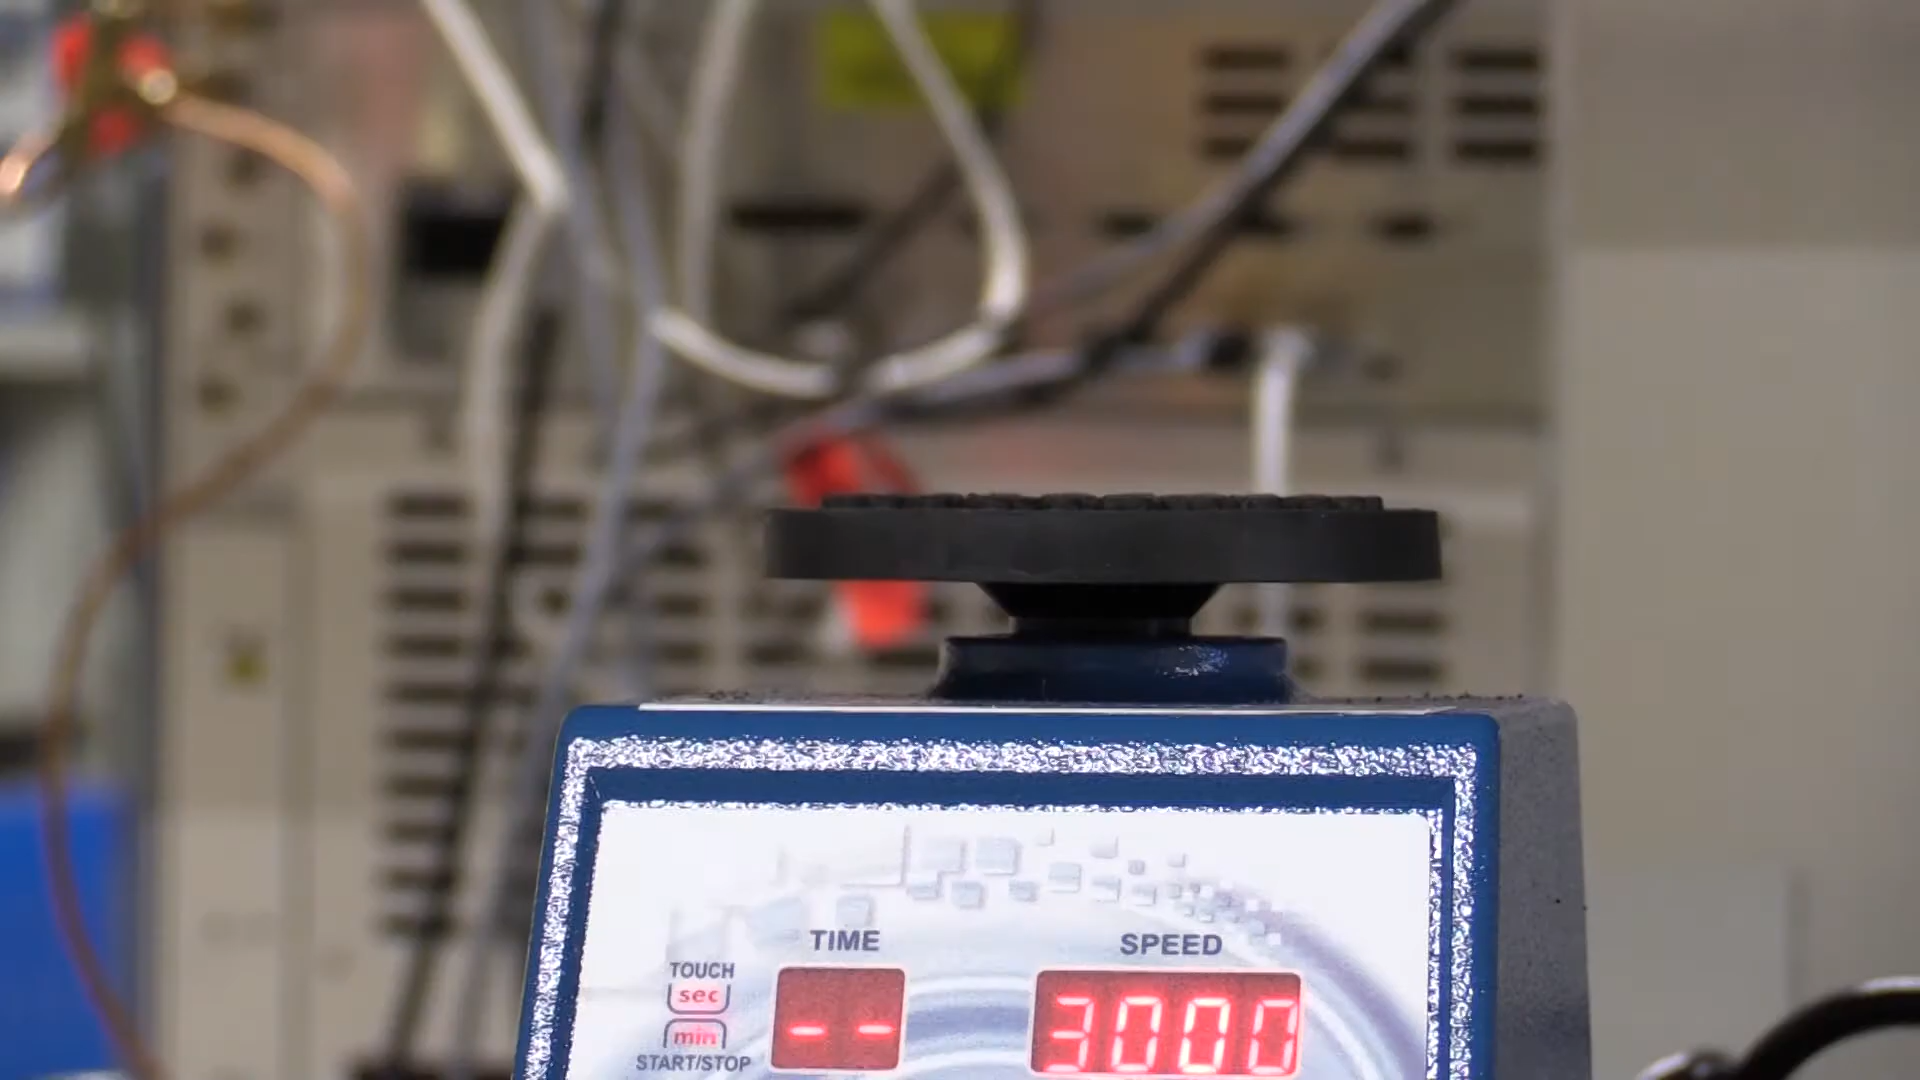 TIME
SPEED
TOUCH
sec
- -
3000
min
START/STOP